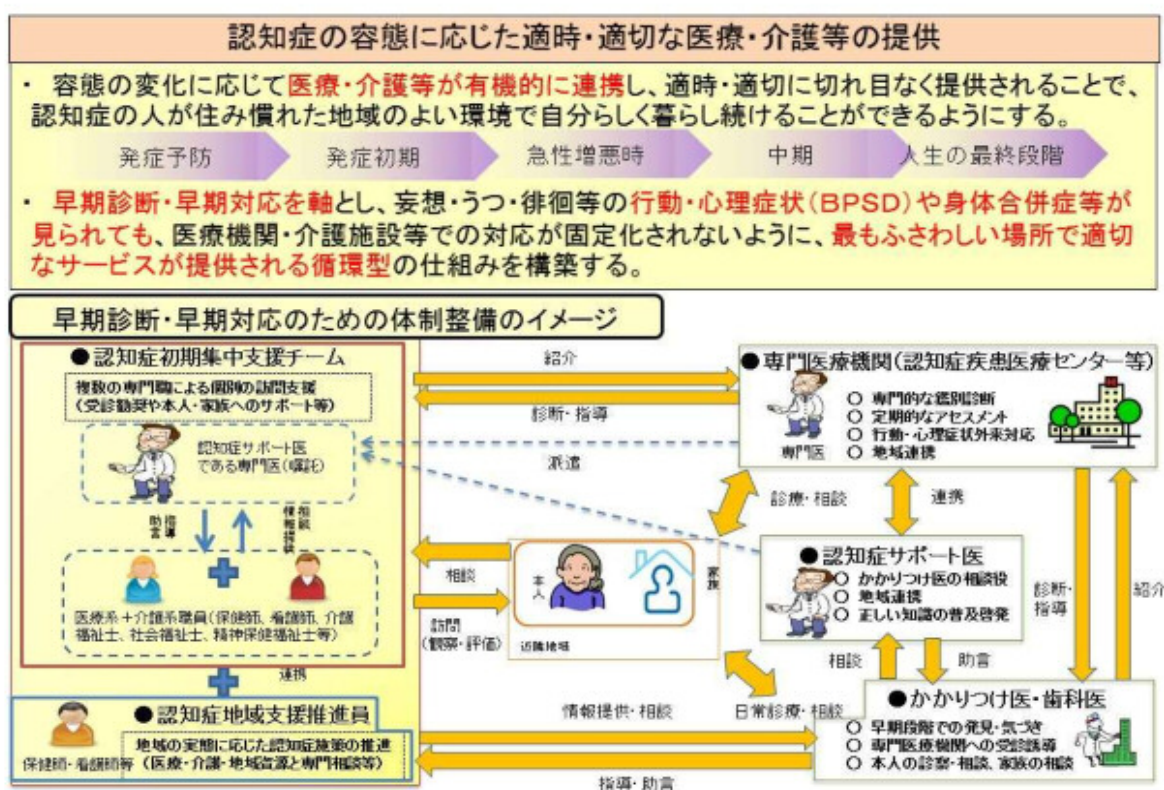 認知症の容態に応じた適時・適切な医療・介護等の提供
・ 容態の変化に応じて医療・介護等が有機的に連携し、適時・適切に切れ目なく提供されることで、
認知症の人が住み慣れた地域のよい環境で自分らしく暮らし続けることができるようにする。
発症予防 発症初期 急性増悪時 中期 人生の最終段階
・ 早期診断・早期対応を軸とし、妄想・うつ・徘徊等の行動・心理症状(BPSD)や身体合併症等が
見られても、医療機関・介護施設等での対応が固定化されないように、最もふさわしい場所で適切
なサービスが提供される循環型の仕組みを構築する。
早期診断・早期対応のための体制整備のイメージ
●認知症初期集中支援チーム
複数の専門職による個別の訪問支援
(受診勧奨や本人・家族へのサポート等)
認知症サポート医
である専門医(嘱託)
指導
助言
相談
情報提供
医療系+介護系職員(保健師、看護師、介護
福祉士、社会福祉士、精神保健福祉士等)
連携
●認知症地域支援推進員
地域の実態に応じた認知症施策の推進
(医療・介護・地域資源と専門相談等)
保健師・看護師等
紹介
診断・指導
派遣
相談
訪問
(観察・評価)
本人
家族
近隣地域
診療・相談
連携
●専門医療機関(認知症疾患医療センター等)
○ 専門的な鑑別診断
○ 定期的なアセスメント
○ 行動・心理症状外来対応
○ 地域連携
専門医
●認知症サポート医
○ かかりつけ医の相談役
○ 地域連携
○ 正しい知識の普及啓発
診断・
指導
紹介
相談
助言
情報提供・相談
日常診療・相談
●かかりつけ医・歯科医
○ 早期段階での発見・気づき
○ 専門医療機関への受診誘導
○ 本人の診察・相談、家族の相談
指導・助言